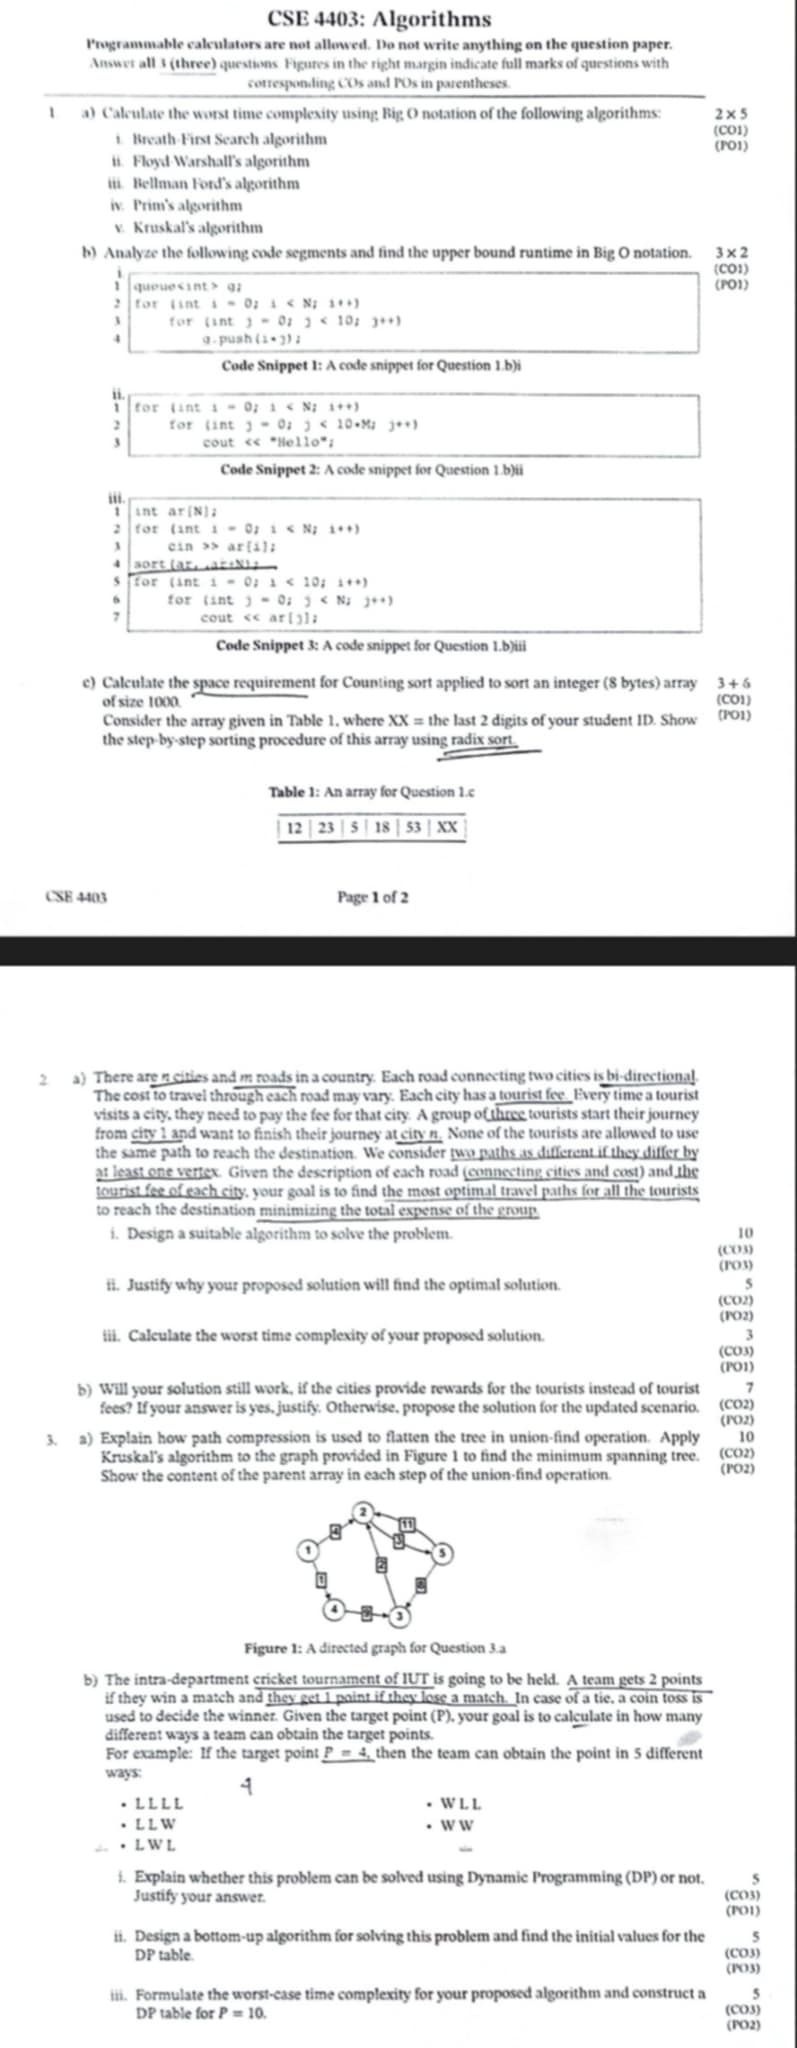 CSE 4403: Algorithms
Programmable calculators are not allowed. Do not write anything on the question paper.
Answer all 3 (three) questions. Figures in the right margin indicate full marks of questions with
corresponding COs and POs in parentheses.
1 a) Calculate the worst time complexity using Big O notation of the following algorithms: 2 × 5
(CO1)
(PO1)
i. Breath-First Search algorithm
ii. Floyd-Warshall's algorithm
iii. Bellman Ford's algorithm
iv. Prim's algorithm
v. Kruskal's algorithm
b) Analyze the following code segments and find the upper bound runtime in Big O notation. 3 × 2
(CO1)
(PO1)
i.
1 queue<int> q;
2 for (int i = 0; i < N; i++)
3 for (int j = 0; j < 10; j++)
4 q.push(i*j);
Code Snippet 1: A code snippet for Question 1.b)i
ii.
1 for (int i = 0; i < N; i++)
2 for (int j = 0; j < 10*M; j++)
3 cout << "Hello";
Code Snippet 2: A code snippet for Question 1.b)ii
iii.
1 int ar[N];
2 for (int i = 0; i < N; i++)
3 cin >> ar[i];
4 sort(ar, ar+N);
5 for (int i = 0; i < 10; i++)
6 for (int j = 0; j < N; j++)
7 cout << ar[j];
Code Snippet 3: A code snippet for Question 1.b)iii
c) Calculate the space requirement for Counting sort applied to sort an integer (8 bytes) array 3 + 6
of size 1000. (CO1)
Consider the array given in Table 1, where XX = the last 2 digits of your student ID. Show (PO1)
the step-by-step sorting procedure of this array using radix sort.
Table 1: An array for Question 1.c
12 23 5 18 53 XX
CSE 4403 Page 1 of 2
2 a) There are n cities and m roads in a country. Each road connecting two cities is bi-directional.
The cost to travel through each road may vary. Each city has a tourist fee. Every time a tourist
visits a city, they need to pay the fee for that city. A group of three tourists start their journey
from city 1 and want to finish their journey at city n. None of the tourists are allowed to use
the same path to reach the destination. We consider two paths as different if they differ by
at least one vertex. Given the description of each road (connecting cities and cost) and the
tourist fee of each city, your goal is to find the most optimal travel paths for all the tourists
to reach the destination minimizing the total expense of the group.
i. Design a suitable algorithm to solve the problem. 10
(CO3)
(PO3)
ii. Justify why your proposed solution will find the optimal solution. 5
(CO2)
(PO2)
iii. Calculate the worst time complexity of your proposed solution. 3
(CO3)
(PO1)
b) Will your solution still work, if the cities provide rewards for the tourists instead of tourist 7
fees? If your answer is yes, justify. Otherwise, propose the solution for the updated scenario. (CO2)
(PO2)
3. a) Explain how path compression is used to flatten the tree in union-find operation. Apply 10
Kruskal's algorithm to the graph provided in Figure 1 to find the minimum spanning tree. (CO2)
Show the content of the parent array in each step of the union-find operation. (PO2)
2
11
4
3
1
5
2
1
4
3
Figure 1: A directed graph for Question 3.a
b) The intra-department cricket tournament of IUT is going to be held. A team gets 2 points
if they win a match and they get 1 point if they lose a match. In case of a tie, a coin toss is
used to decide the winner. Given the target point (P), your goal is to calculate in how many
different ways a team can obtain the target points.
For example: If the target point P = 4, then the team can obtain the point in 5 different
ways:
4
• LLLL • WLL
• LLW • WW
• LWL
i. Explain whether this problem can be solved using Dynamic Programming (DP) or not. 5
Justify your answer. (CO3)
(PO1)
ii. Design a bottom-up algorithm for solving this problem and find the initial values for the 5
DP table. (CO3)
(PO3)
iii. Formulate the worst-case time complexity for your proposed algorithm and construct a 5
DP table for P = 10. (CO3)
(PO2)